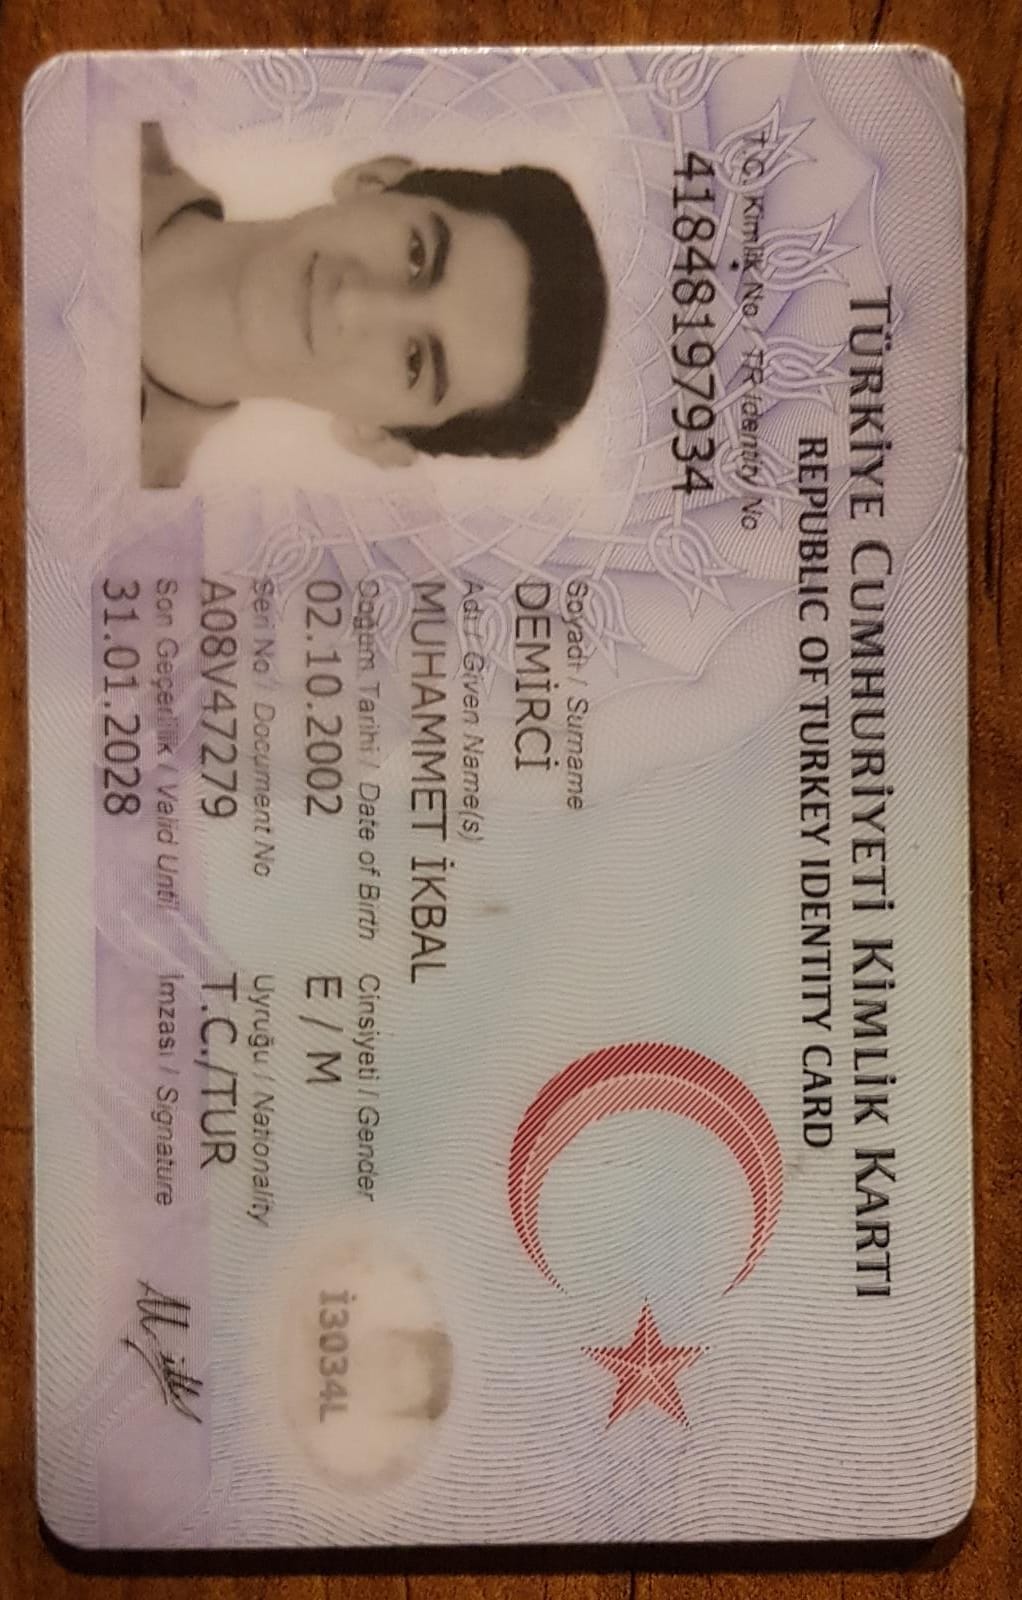 TÜRKİYE CUMHURİYETİ KİMLİK KARTI
REPUBLIC OF TURKEY IDENTITY CARD
T.C. Kimlik No / TR Identity No
41848197934
Soyadı / Surname
DEMİRCİ
Adı / Given Name(s)
MUHAMMET İKBAL
Doğum Tarihi / Date of Birth Cinsiyeti / Gender
02.10.2002 E / M
Seri No / Document No Uyruğu / Nationality
A08V47279 T.C./TUR
Son Geçerlilik / Valid Until İmzası / Signature
31.01.2028
İ3034L